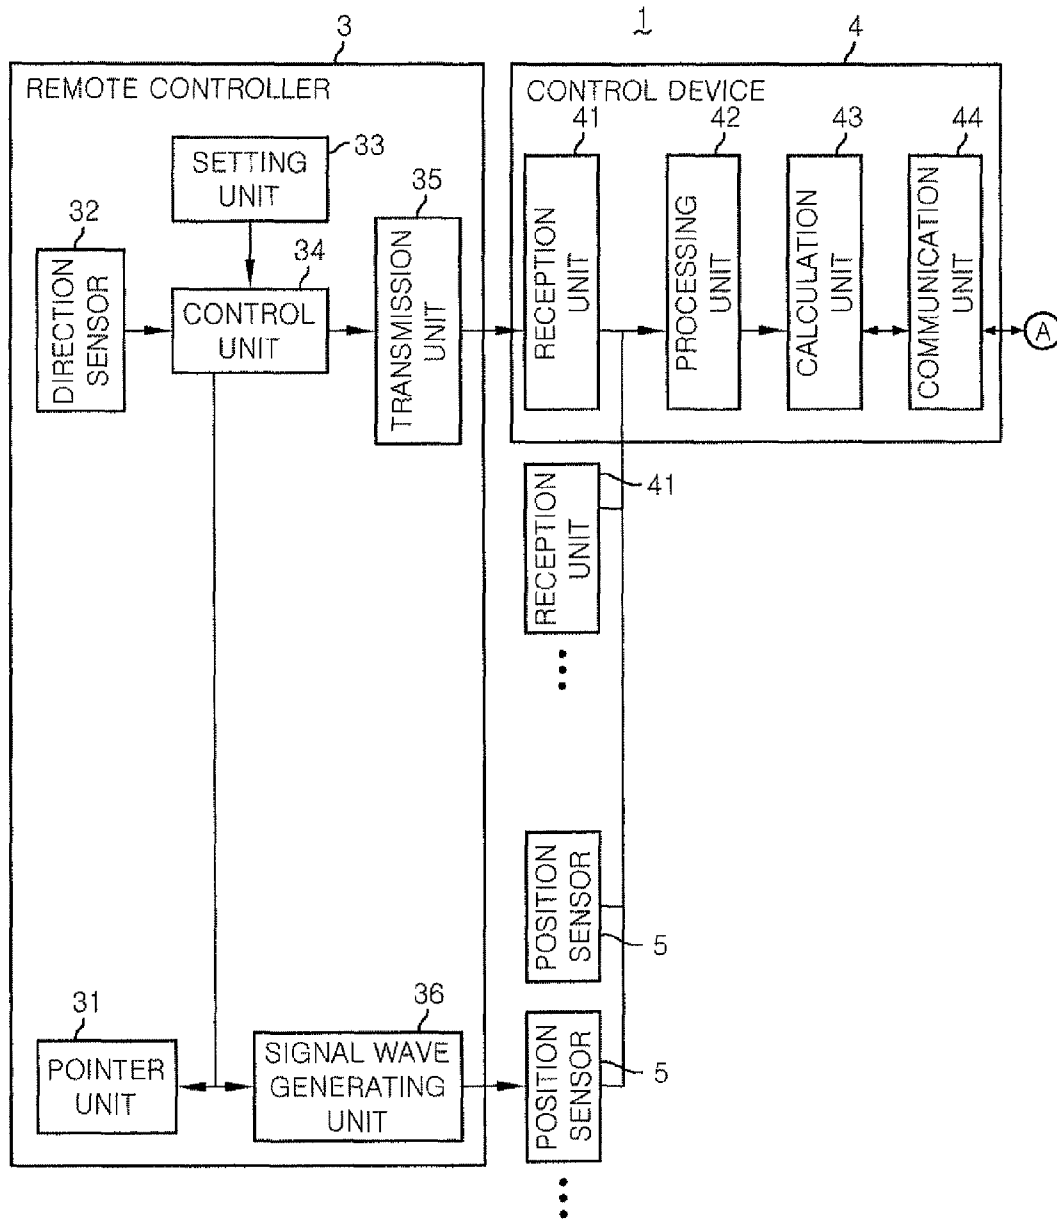 1
3
4
REMOTE CONTROLLER
CONTROL DEVICE
33
SETTING
UNIT
32
DIRECTION
SENSOR
34
CONTROL
UNIT
35
TRANSMISSION
UNIT
41
RECEPTION
UNIT
42
PROCESSING
UNIT
43
CALCULATION
UNIT
44
COMMUNICATION
UNIT
A
41
RECEPTION
UNIT
POSITION
SENSOR
5
31
POINTER
UNIT
36
SIGNAL WAVE
GENERATING
UNIT
POSITION
SENSOR
5